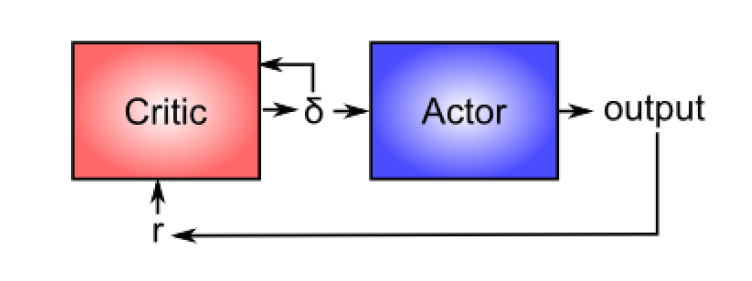 Critic
δ
Actor
output
r